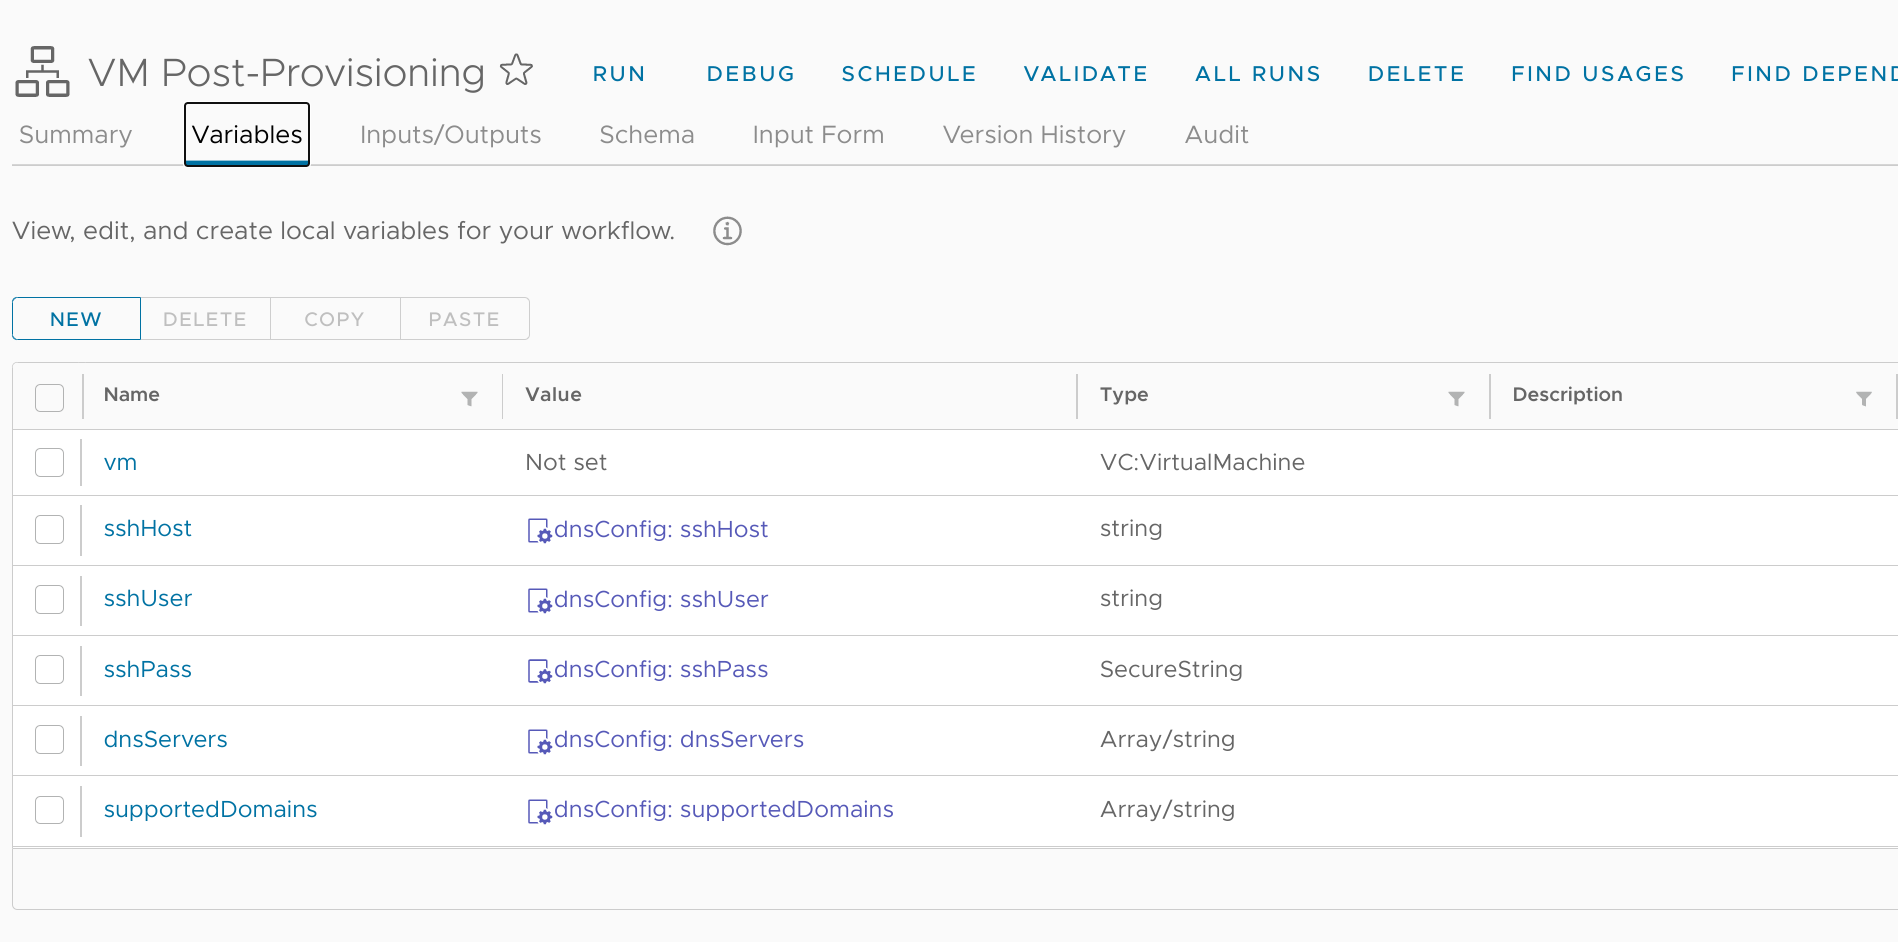 VM Post-Provisioning RUN DEBUG SCHEDULE VALIDATE ALL RUNS DELETE FIND USAGES FIND DEPEND
Summary Variables Inputs/Outputs Schema Input Form Version History Audit
View, edit, and create local variables for your workflow.
NEW DELETE COPY PASTE
Name Value Type Description
vm Not set VC:VirtualMachine
sshHost dnsConfig: sshHost string
sshUser dnsConfig: sshUser string
sshPass dnsConfig: sshPass SecureString
dnsServers dnsConfig: dnsServers Array/string
supportedDomains dnsConfig: supportedDomains Array/string